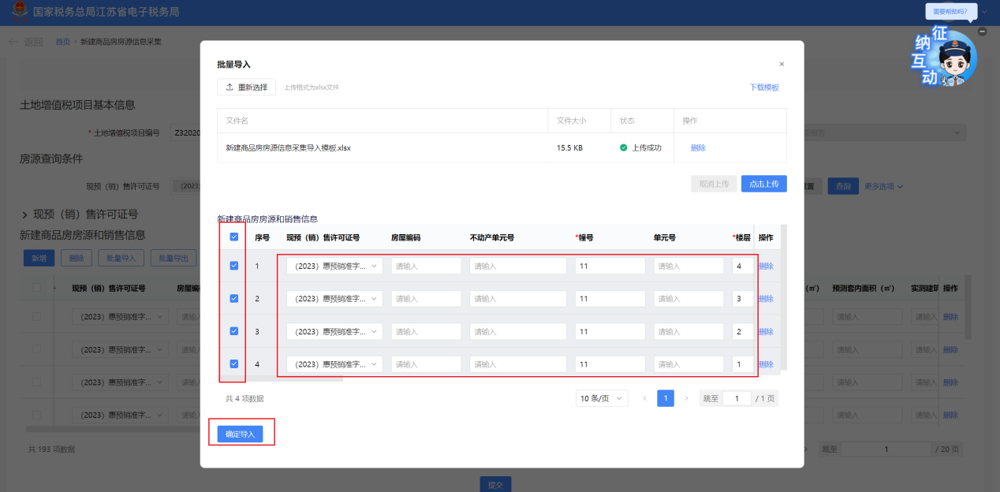 国家税务总局江苏省电子税务局
需要帮助吗?
征纳互动
返回 首页 > 新建商品房房源信息采集
土地增值税项目基本信息
* 土地增值税项目编号 Z32020
房源查询条件
现预（销）售许可证号 （2023）
查询 更多选项
现预（销）售许可证号
新建商品房房源和销售信息
新增 删除 批量导入 批量导出
现预（销）售许可证号 房屋编
（㎡） 预测套内面积（㎡） 实测建筑 操作
（2023）惠预销准字... 请输入 请输入 请输入 删除
（2023）惠预销准字... 请输入 请输入 请输入 删除
（2023）惠预销准字... 请输入 请输入 请输入 删除
（2023）惠预销准字... 请输入 请输入 请输入 删除
共 193 项数据
跳至 1 / 20 页
提交
批量导入 ×
重新选择 上传格式为xlsx文件 下载模板
文件名 文件大小 状态 操作
新建商品房房源信息采集导入模板.xlsx 15.5 KB 上传成功 删除
取消上传 点击上传
新建商品房房源和销售信息
序号 现预（销）售许可证号 房屋编码 不动产单元号 *幢号 单元号 *楼层 操作
1 （2023）惠预销准字... 请输入 请输入 11 请输入 4 删除
2 （2023）惠预销准字... 请输入 请输入 11 请输入 3 删除
3 （2023）惠预销准字... 请输入 请输入 11 请输入 2 删除
4 （2023）惠预销准字... 请输入 请输入 11 请输入 1 删除
共 4 项数据 10 条/页 < 1 > 跳至 1 / 1 页
确定导入